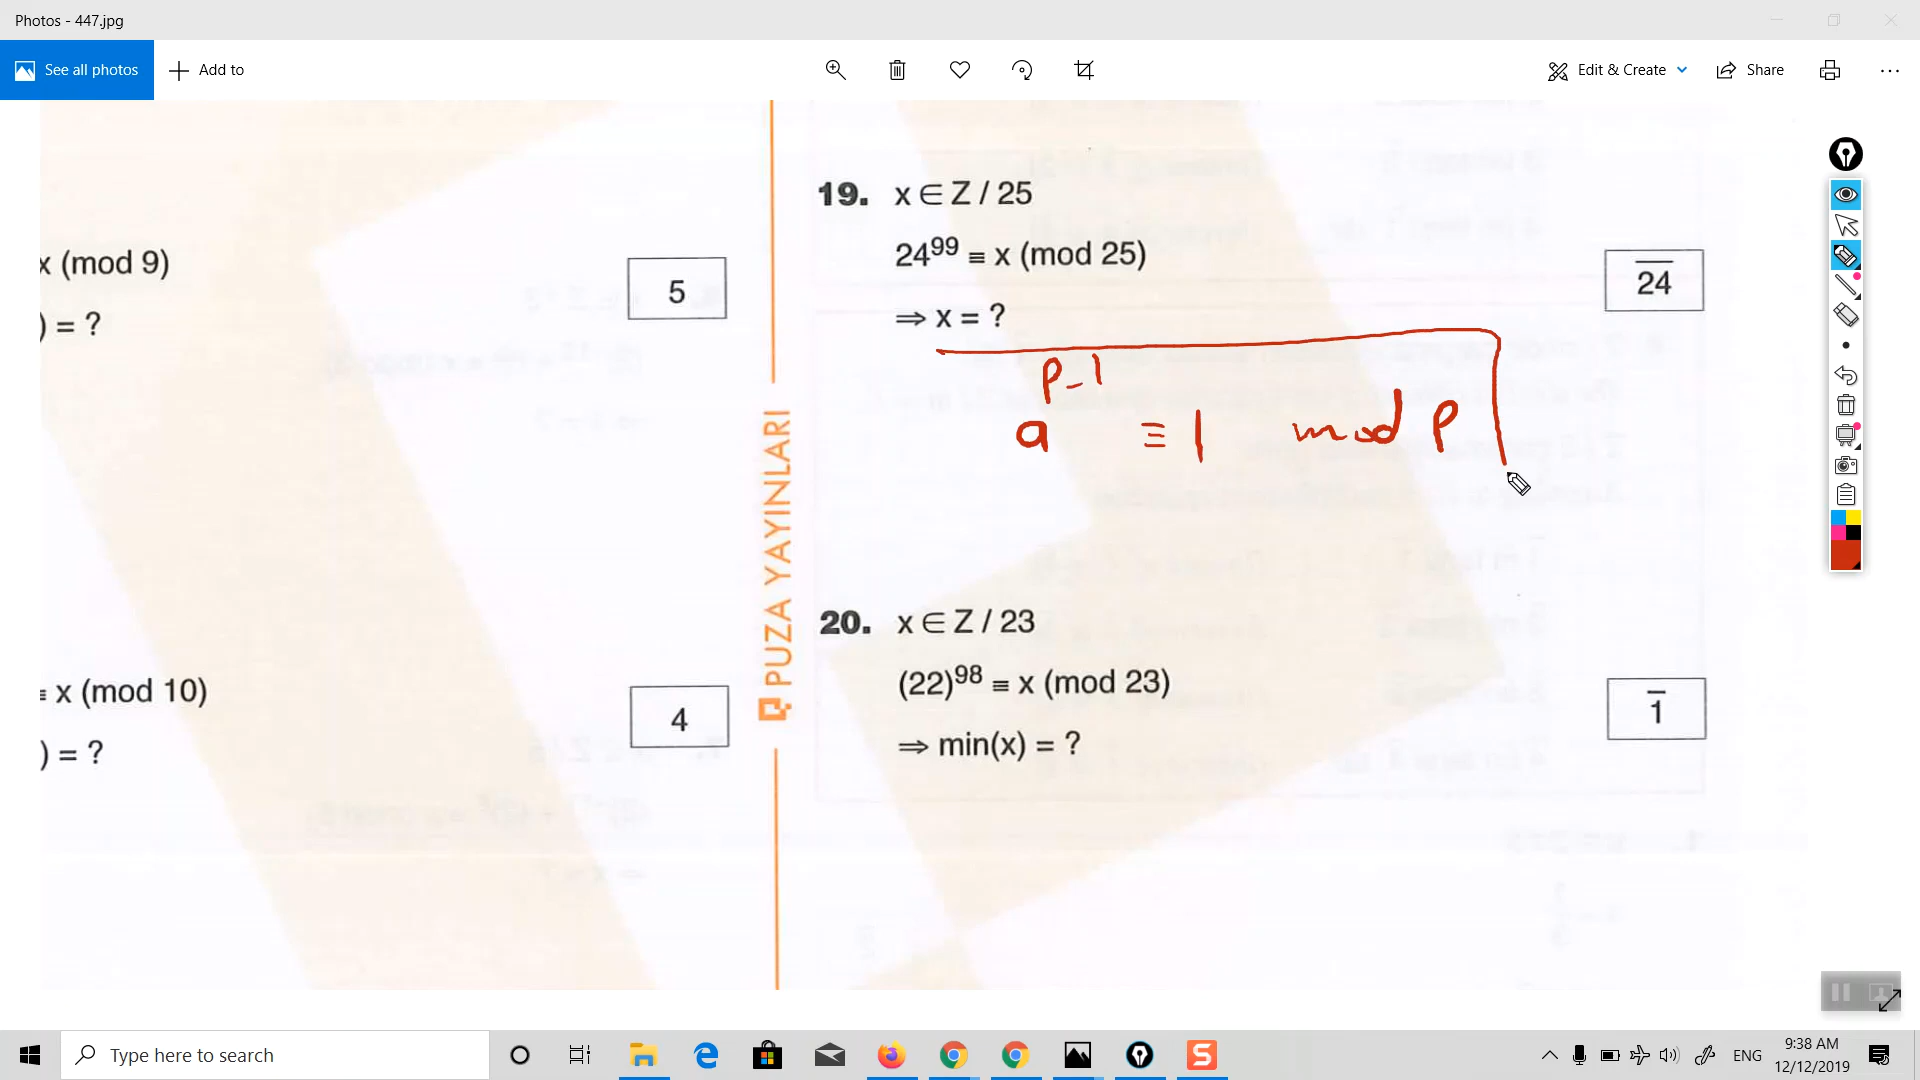 Photos - 447.jpg
See all photos
Add to
Edit & Create
Share
x (mod 9)
) = ?
5
≡ x (mod 10)
) = ?
4
PUZA YAYINLARI
19. x ∈ Z / 25
24^99 ≡ x (mod 25)
⇒ x = ?
24
a^p-1 ≡ 1 mod p
20. x ∈ Z / 23
(22)^98 ≡ x (mod 23)
⇒ min(x) = ?
1
Type here to search
ENG
9:38 AM
12/12/2019